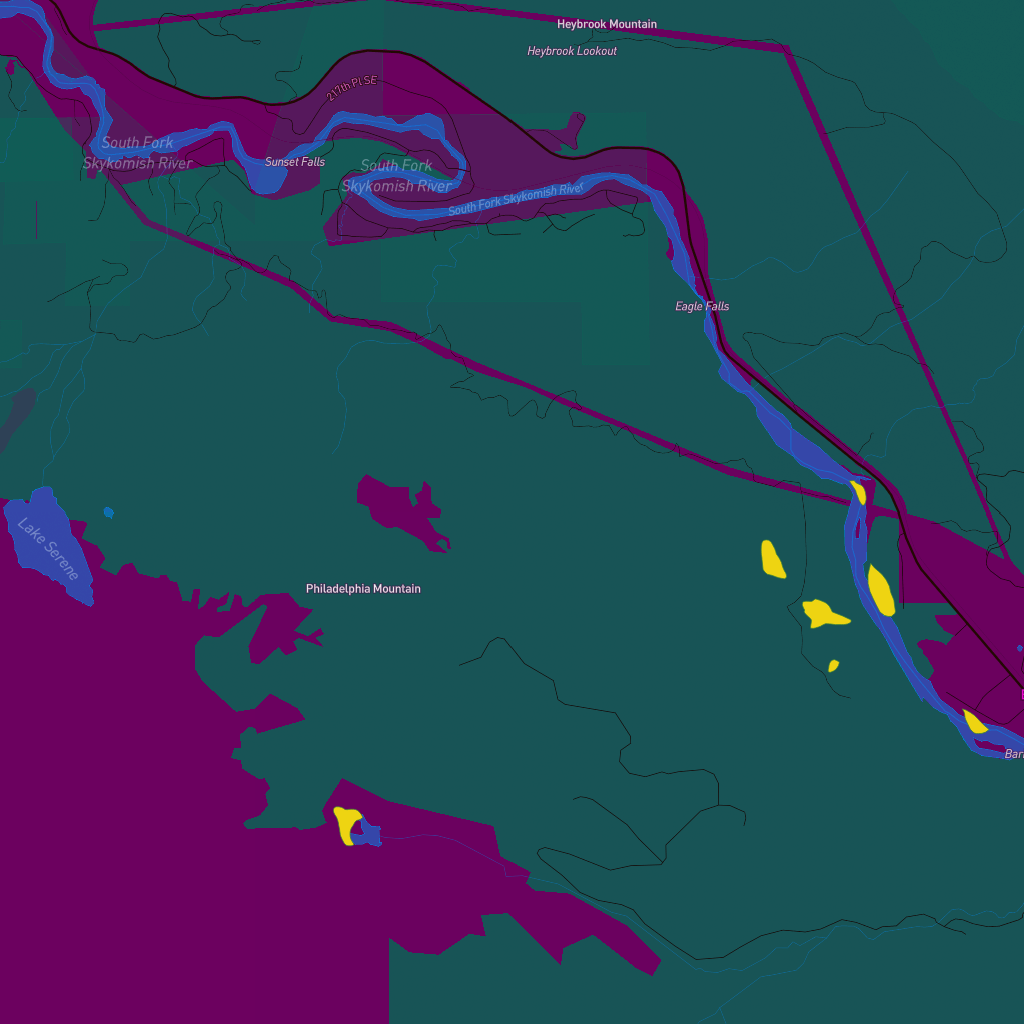 Heybrook Mountain
Heybrook Lookout
217th Pl SE
South Fork
Skykomish River
Sunset Falls
South Fork
Skykomish River
South Fork Skykomish River
Eagle Falls
Lake Serene
Philadelphia Mountain